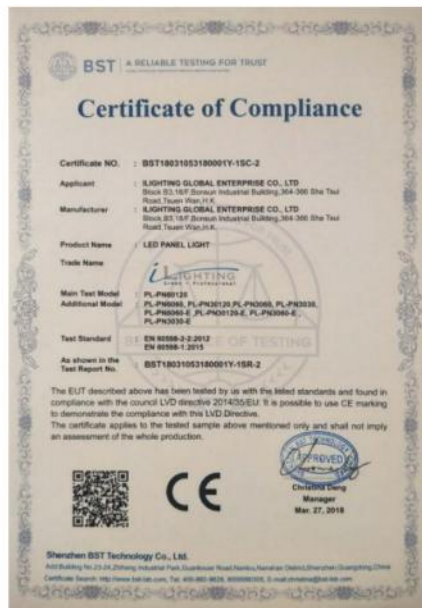 BST A RELIABLE TESTING FOR TRUST
Certificate of Compliance
Certificate NO. : BST18031053180001Y-1SC-2
Applicant : ILIGHTING GLOBAL ENTERPRISE CO., LTD
Block B3,16/F,Bonsun Industrial Building,364-366 Sha Tsui
Road,Tsuen Wan,H.K.
Manufacturer : ILIGHTING GLOBAL ENTERPRISE CO., LTD
Block B3,16/F,Bonsun Industrial Building,364-366 Sha Tsui
Road,Tsuen Wan,H.K.
Product Name : LED PANEL LIGHT
Trade Name
iLIGHTING
Green & Professional
Main Test Model : PL-PN60120
Additional Model : PL-PN6060, PL-PN30120,PL-PN3060, PL-PN3030,
PL-PN6060-E ,PL-PN30120-E, PL-PN3060-E ,
PL-PN3030-E
Test Standard : EN 60598-2-2:2012
EN 60598-1:2015
As shown in the
Test Report No. : BST18031053180001Y-1SR-2
The EUT described above has been tested by us with the listed standards and found in
compliance with the council LVD directive 2014/35/EU. It is possible to use CE marking
to demonstrate the compliance with this LVD Directive.
The certificate applies to the tested sample above mentioned only and shall not imply
an assessment of the whole production.
APPROVED
CE
Christina Deng
Manager
Mar. 27, 2018
Shenzhen BST Technology Co., Ltd.